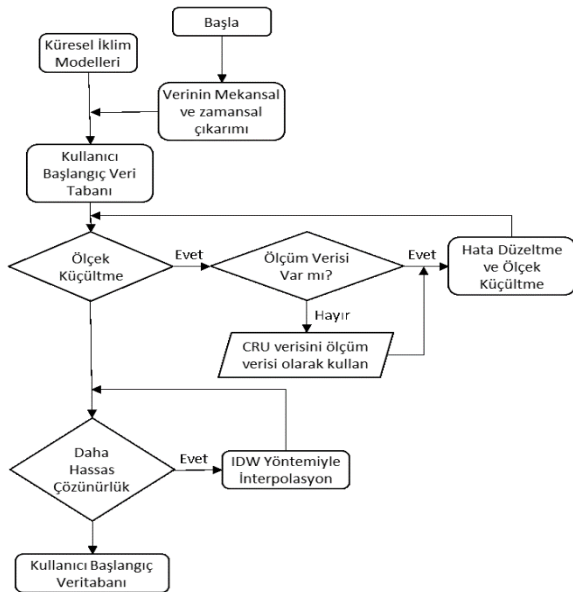 Başla
Küresel İklim
Modelleri
Verinin Mekansal
ve zamansal
çıkarımı
Kullanıcı
Başlangıç Veri
Tabanı
Ölçek
Küçültme
Evet
Ölçüm Verisi
Var mı?
Evet
Hata Düzeltme
ve Ölçek
Küçültme
Hayır
CRU verisini ölçüm
verisi olarak kullan
Daha
Hassas
Çözünürlük
Evet
IDW Yöntemiyle
İnterpolasyon
Kullanıcı Başlangıç
Veritabanı